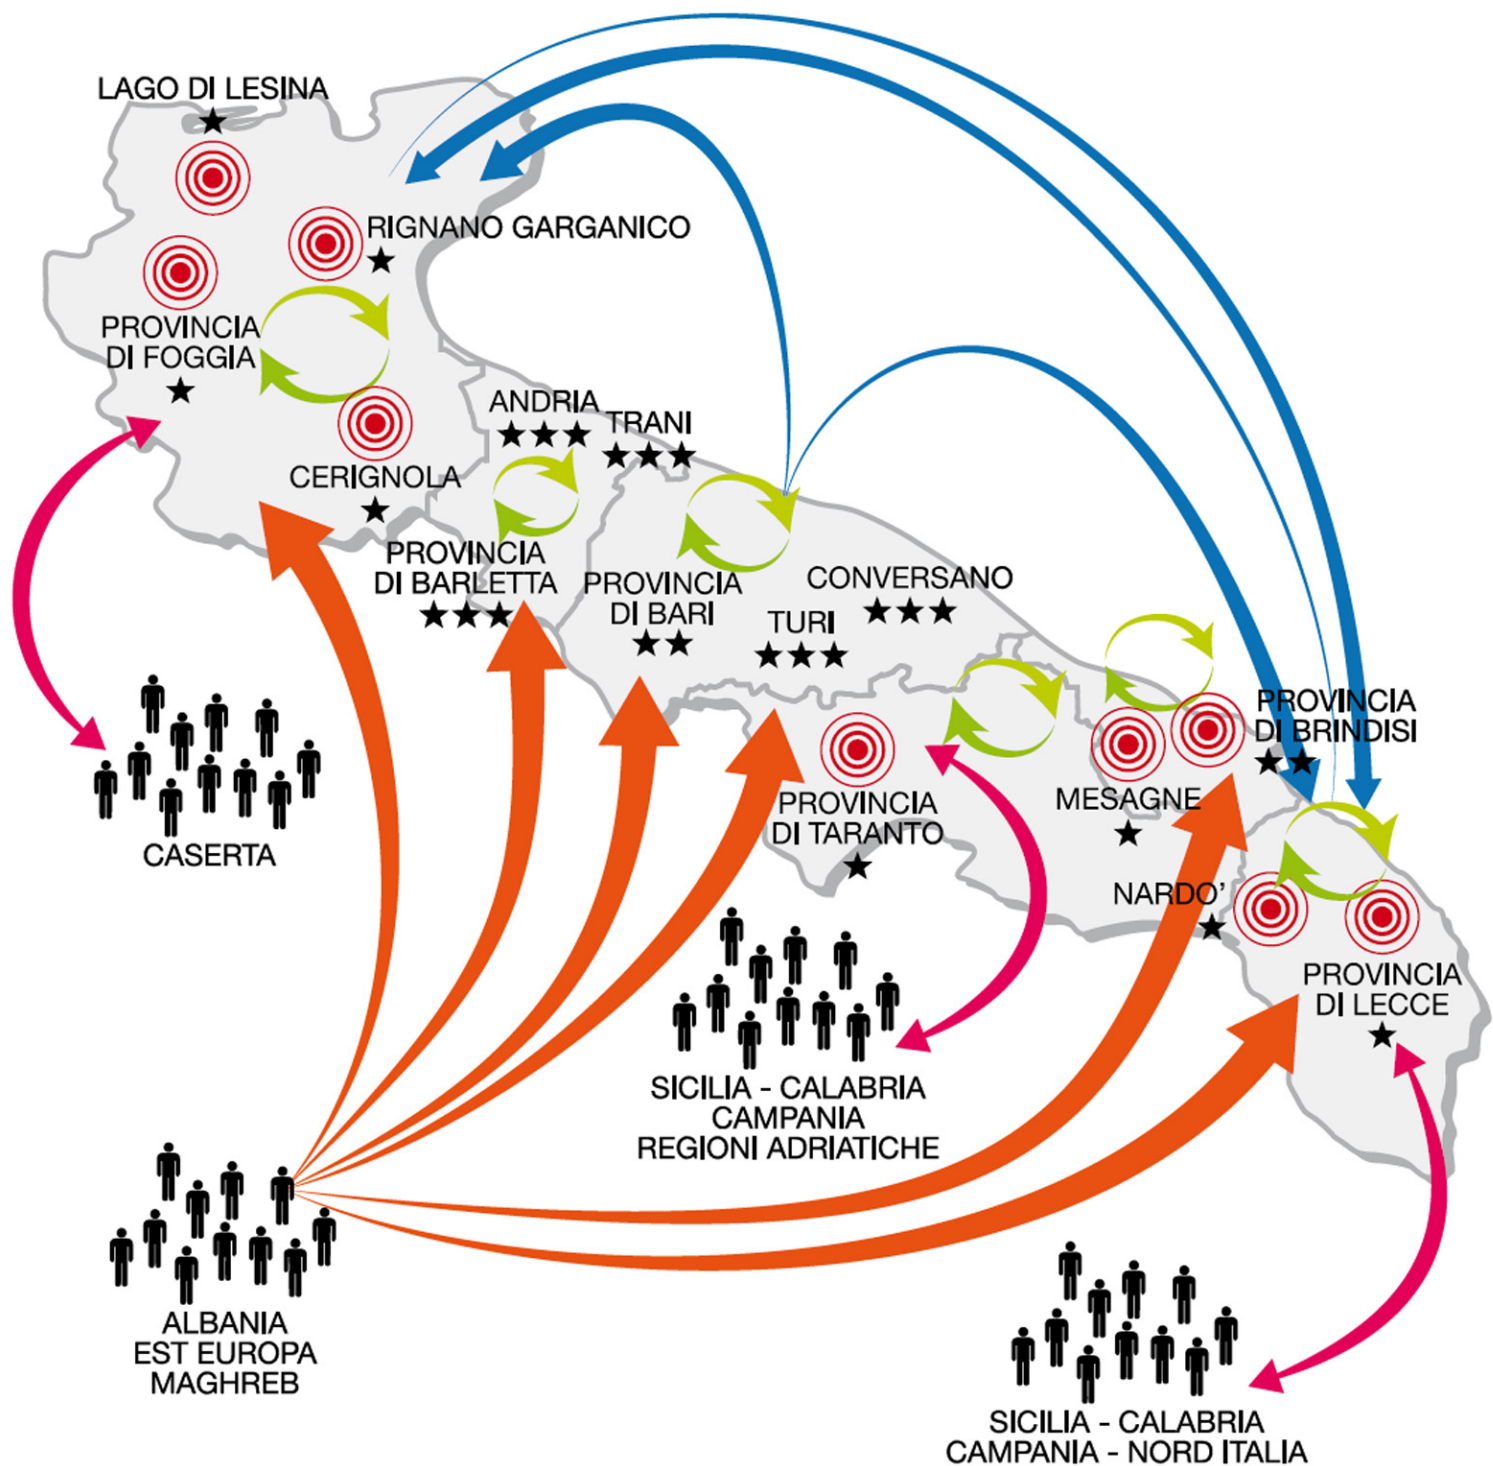 LAGO DI LESINA
RIGNANO GARGANICO
PROVINCIA
DI FOGGIA
ANDRIA
TRANI
CERIGNOLA
PROVINCIA
DI BARLETTA
PROVINCIA
DI BARI
CONVERSANO
TURI
PROVINCIA
DI BRINDISI
PROVINCIA
DI TARANTO
MESAGNE
CASERTA
NARDO'
PROVINCIA
DI LECCE
SICILIA - CALABRIA
CAMPANIA
REGIONI ADRIATICHE
ALBANIA
EST EUROPA
MAGHREB
SICILIA - CALABRIA
CAMPANIA - NORD ITALIA